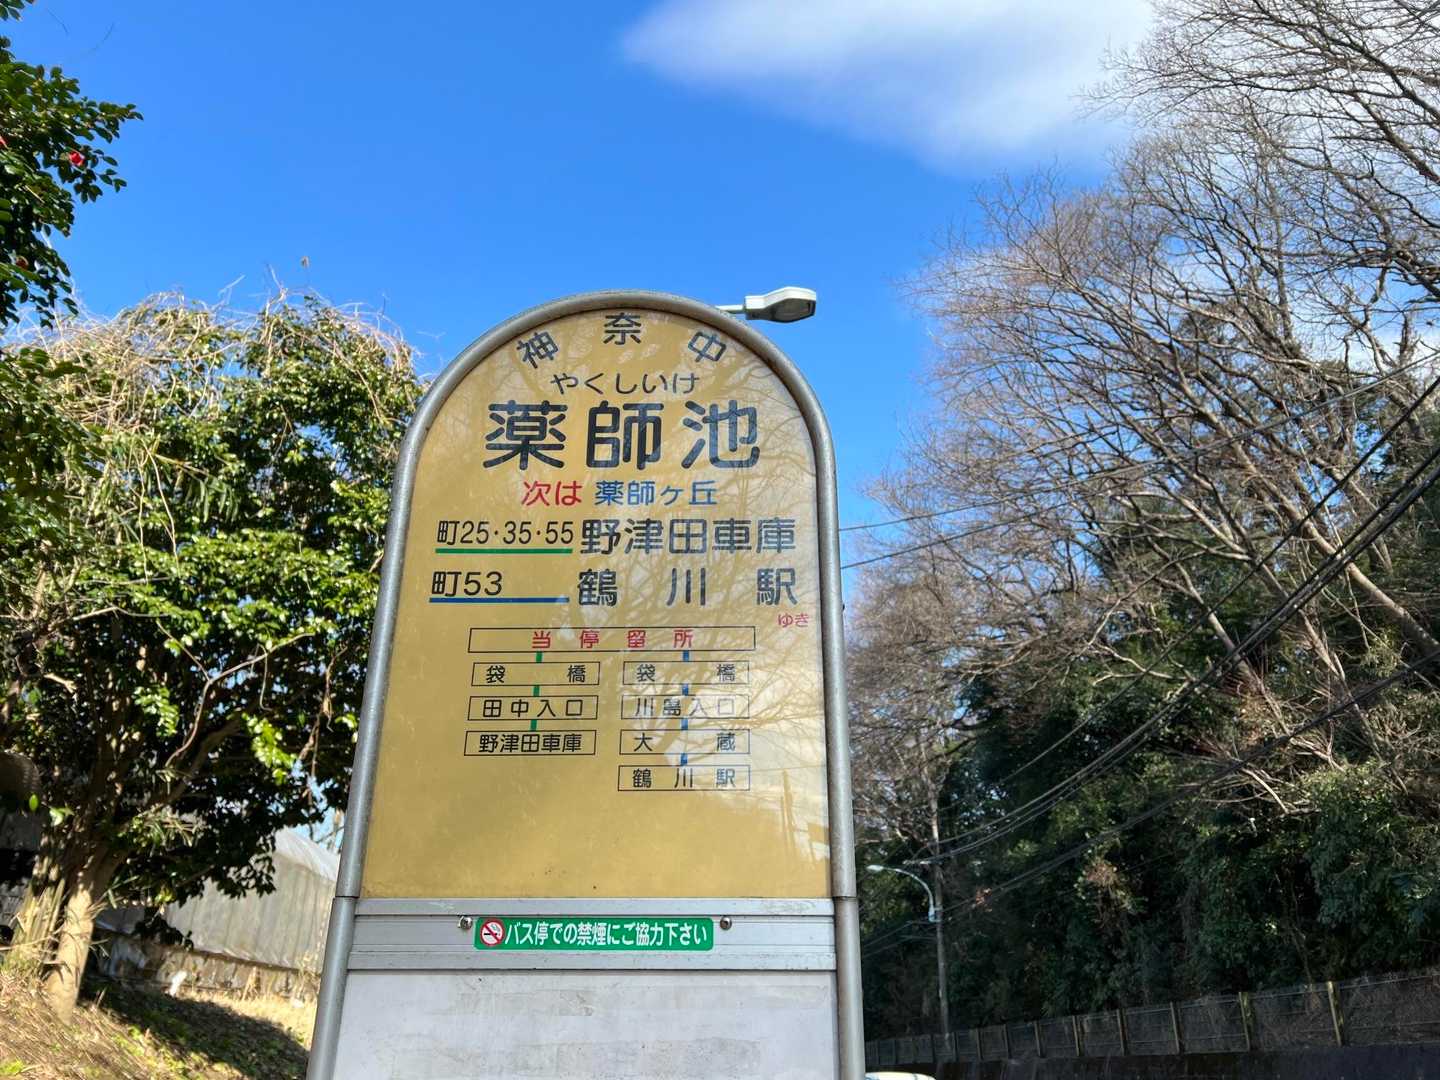 神奈中
やくしいけ
薬師池
次は 薬師ヶ丘
町25・35・55 野津田車庫
町53 鶴川駅
ゆき
当停留所
袋橋 袋橋
田中入口 川島入口
野津田車庫 大蔵
鶴川駅
バス停での禁煙にご協力下さい